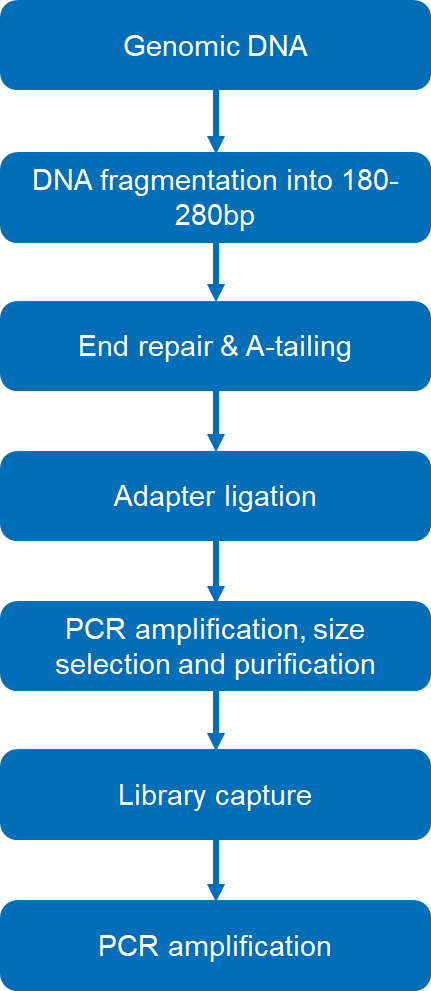 Genomic DNA
DNA fragmentation into 180-
280bp
End repair & A-tailing
Adapter ligation
PCR amplification, size
selection and purification
Library capture
PCR amplification